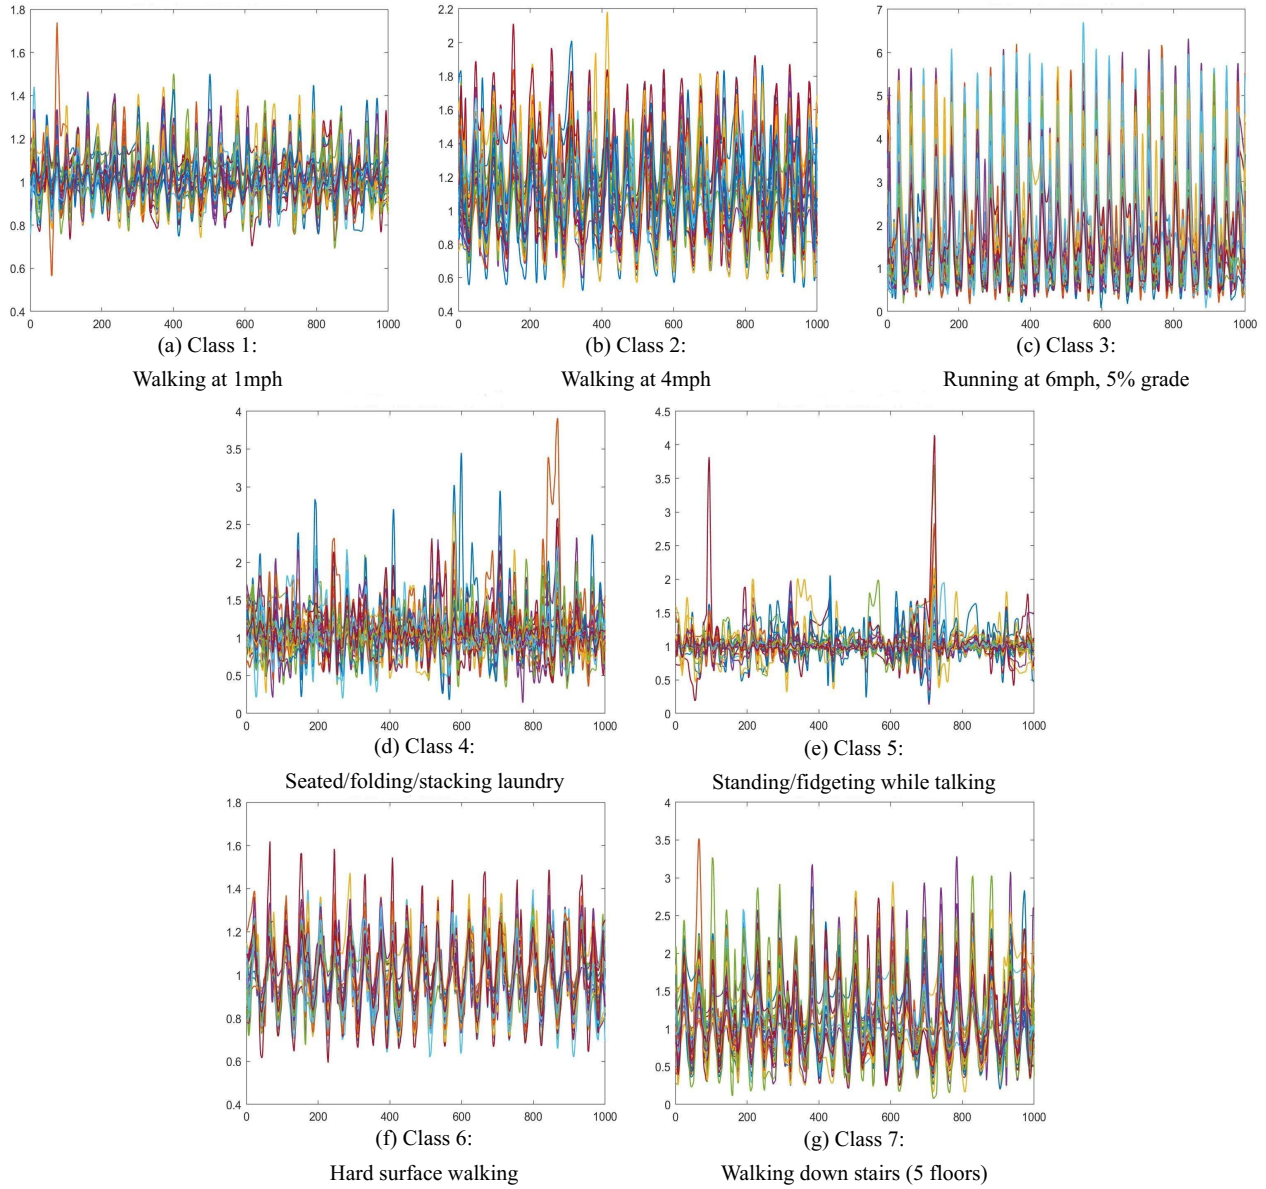 1.8
1.6
1.4
1.2
1
0.8
0.6
0.4
0 200 400 600 800 1000
(a) Class 1:
Walking at 1mph
2.2
2
1.8
1.6
1.4
1.2
1
0.8
0.6
0.4
0 200 400 600 800 1000
(b) Class 2:
Walking at 4mph
7
6
5
4
3
2
1
0
0 200 400 600 800 1000
(c) Class 3:
Running at 6mph, 5% grade
4
3.5
3
2.5
2
1.5
1
0.5
0
0 200 400 600 800 1000
(d) Class 4:
Seated/folding/stacking laundry
4.5
4
3.5
3
2.5
2
1.5
1
0.5
0
0 200 400 600 800 1000
(e) Class 5:
Standing/fidgeting while talking
1.8
1.6
1.4
1.2
1
0.8
0.6
0.4
0 200 400 600 800 1000
(f) Class 6:
Hard surface walking
4
3.5
3
2.5
2
1.5
1
0.5
0
0 200 400 600 800 1000
(g) Class 7:
Walking down stairs (5 floors)